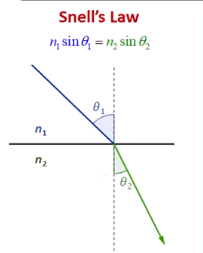 Snell's Law
n₁ sin θ₁ = n₂ sin θ₂
θ₁
n₁
n₂
θ₂